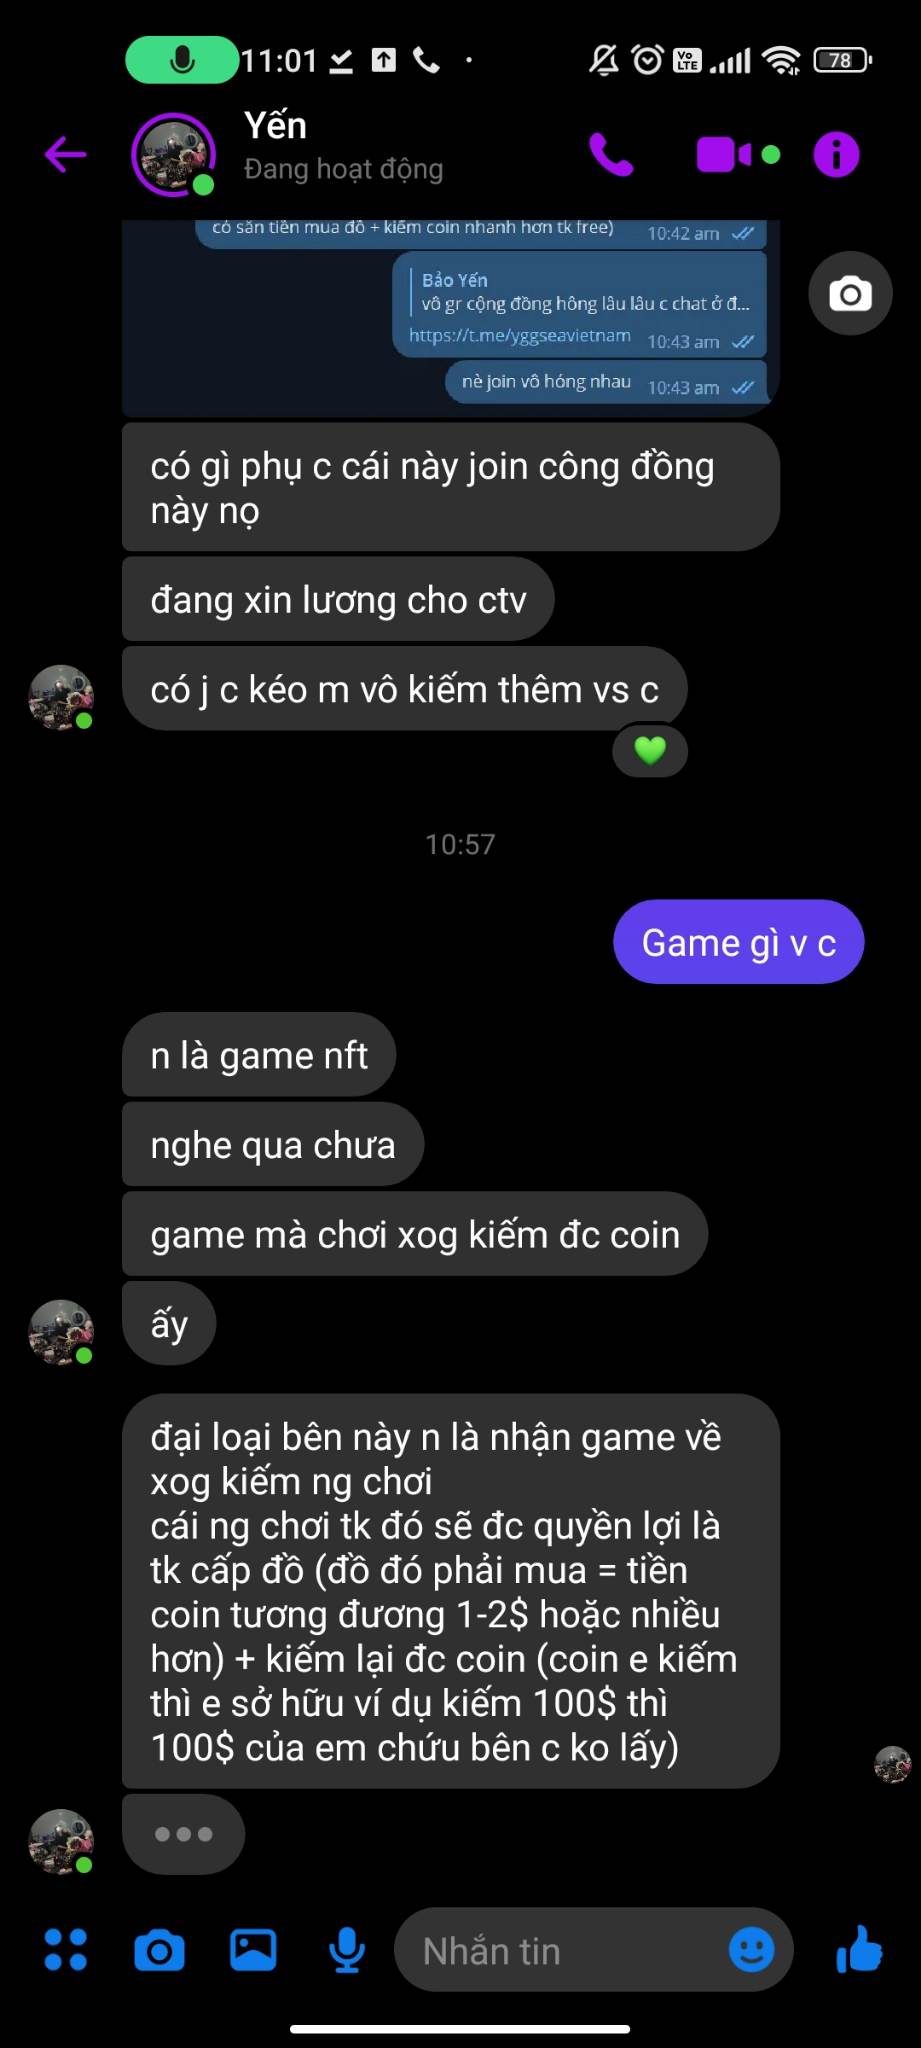 11:01
Vo
LTE
78
Yến
Đang hoạt động
có sẵn tiền mua đồ + kiếm coin nhanh hơn tk free)
10:42 am
Bảo Yến
vô gr cộng đồng hông lâu lâu c chat ở đ...
https://t.me/yggseavietnam
10:43 am
nè join vô hóng nhau
10:43 am
có gì phụ c cái này join công đồng
này nọ
đang xin lương cho ctv
có j c kéo m vô kiếm thêm vs c
10:57
Game gì v c
n là game nft
nghe qua chưa
game mà chơi xog kiếm đc coin
ấy
đại loại bên này n là nhận game về
xog kiếm ng chơi
cái ng chơi tk đó sẽ đc quyền lợi là
tk cấp đồ (đồ đó phải mua = tiền
coin tương đương 1-2$ hoặc nhiều
hơn) + kiếm lại đc coin (coin e kiếm
thì e sở hữu ví dụ kiếm 100$ thì
100$ của em chứu bên c ko lấy)
Nhắn tin